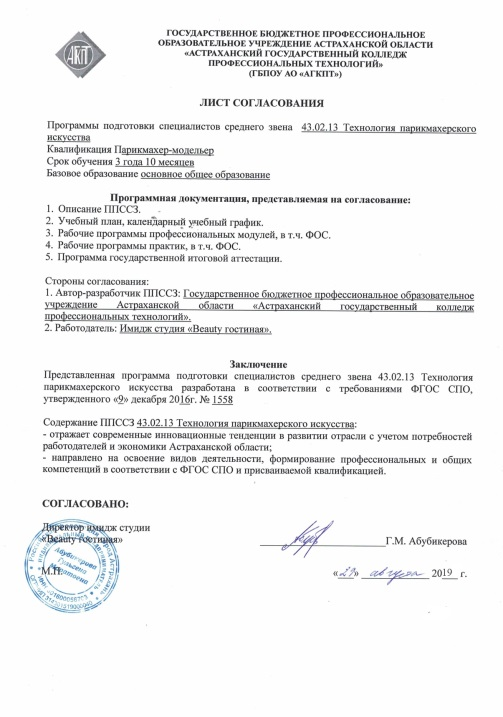 АКПТ
ГОСУДАРСТВЕННОЕ БЮДЖЕТНОЕ ПРОФЕССИОНАЛЬНОЕ
ОБРАЗОВАТЕЛЬНОЕ УЧРЕЖДЕНИЕ АСТРАХАНСКОЙ ОБЛАСТИ
«АСТРАХАНСКИЙ ГОСУДАРСТВЕННЫЙ КОЛЛЕДЖ
ПРОФЕССИОНАЛЬНЫХ ТЕХНОЛОГИЙ»
(ГБПОУ АО «АГКПТ»)
ЛИСТ СОГЛАСОВАНИЯ
Программы подготовки специалистов среднего звена 43.02.13 Технология парикмахерского
искусства
Квалификация Парикмахер-модельер
Срок обучения 3 года 10 месяцев
Базовое образование основное общее образование
Программная документация, представляемая на согласование:
1. Описание ППССЗ.
2. Учебный план, календарный учебный график.
3. Рабочие программы профессиональных модулей, в т.ч. ФОС.
4. Рабочие программы практик, в т.ч. ФОС.
5. Программа государственной итоговой аттестации.
Стороны согласования:
1. Автор-разработчик ППССЗ: Государственное бюджетное профессиональное образовательное
учреждение Астраханской области «Астраханский государственный колледж
профессиональных технологий».
2. Работодатель: Имидж студия «Beauty гостиная».
Заключение
Представленная программа подготовки специалистов среднего звена 43.02.13 Технология
парикмахерского искусства разработана в соответствии с требованиями ФГОС СПО,
утвержденного «9» декабря 2016г. № 1558
Содержание ППССЗ 43.02.13 Технология парикмахерского искусства:
- отражает современные инновационные тенденции в развитии отрасли с учетом потребностей
работодателей и экономики Астраханской области;
- направлено на освоение видов деятельности, формирование профессиональных и общих
компетенций в соответствии с ФГОС СПО и присваиваемой квалификацией.
СОГЛАСОВАНО:
Директор имидж студии
«Beauty гостиная» Г.М. Абубикерова
М.П. «23» августа 2019 г.
Абубикерова
Гульсена